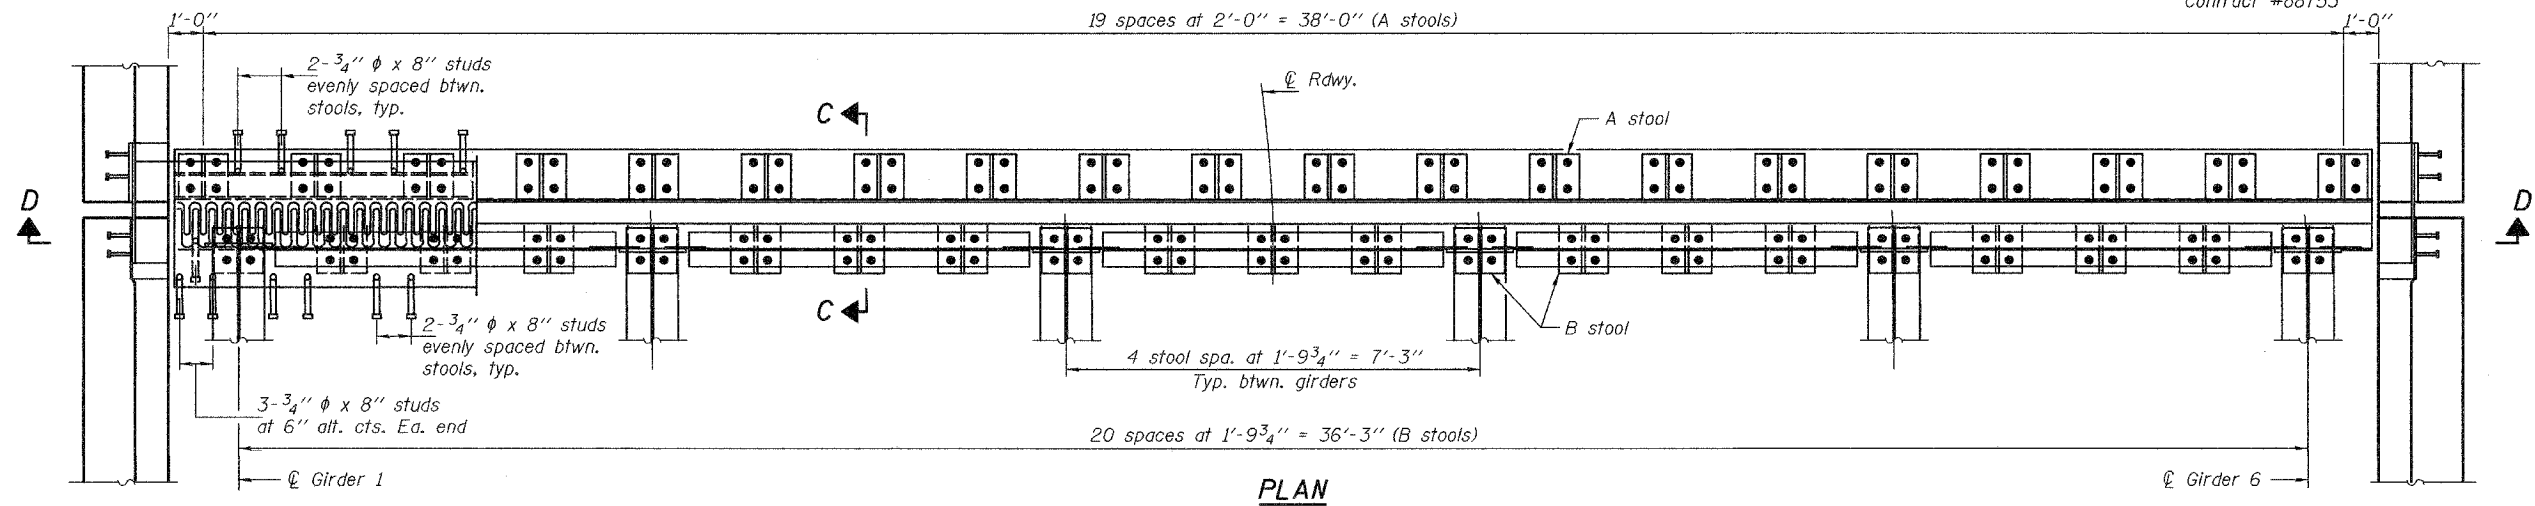 1'-0"
19 spaces at 2'-0" = 38'-0" (A stools)
1'-0"
2-3/4" ϕ x 8" studs
evenly spaced btwn.
stools, typ.
℄ Rdwy.
C
A stool
D
D
C
B stool
2-3/4" ϕ x 8" studs
evenly spaced btwn.
stools, typ.
4 stool spa. at 1'-9 3/4" = 7'-3"
Typ. btwn. girders
3-3/4" ϕ x 8" studs
at 6" alt. cts. Ea. end
20 spaces at 1'-9 3/4" = 36'-3" (B stools)
℄ Girder 1
℄ Girder 6
PLAN